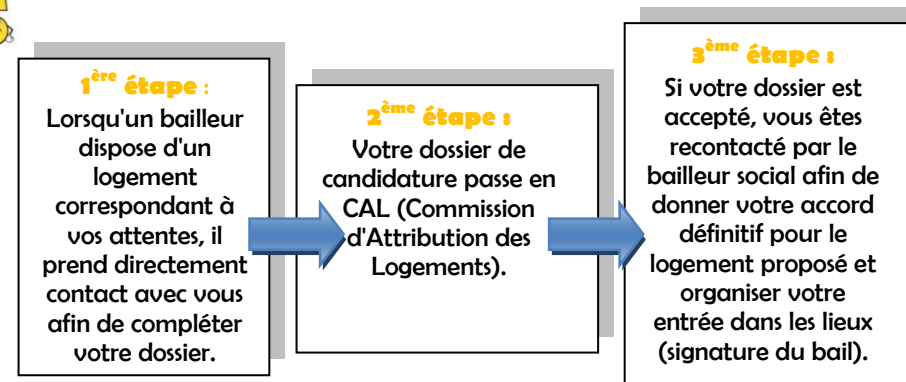 1ère étape :
Lorsqu'un bailleur
dispose d'un
logement
correspondant à
vos attentes, il
prend directement
contact avec vous
afin de compléter
votre dossier.
2ème étape :
Votre dossier de
candidature passe en
CAL (Commission
d'Attribution des
Logements).
3ème étape :
Si votre dossier est
accepté, vous êtes
recontacté par le
bailleur social afin de
donner votre accord
définitif pour le
logement proposé et
organiser votre
entrée dans les lieux
(signature du bail).